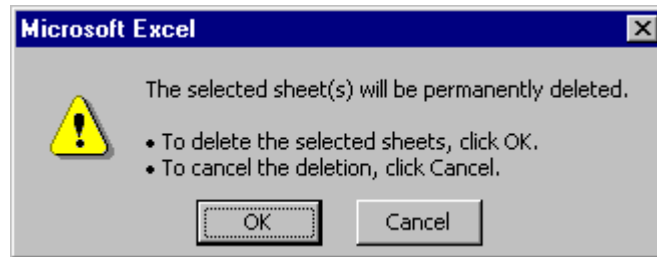 Microsoft Excel
The selected sheet(s) will be permanently deleted.
• To delete the selected sheets, click OK.
• To cancel the deletion, click Cancel.
OK
Cancel